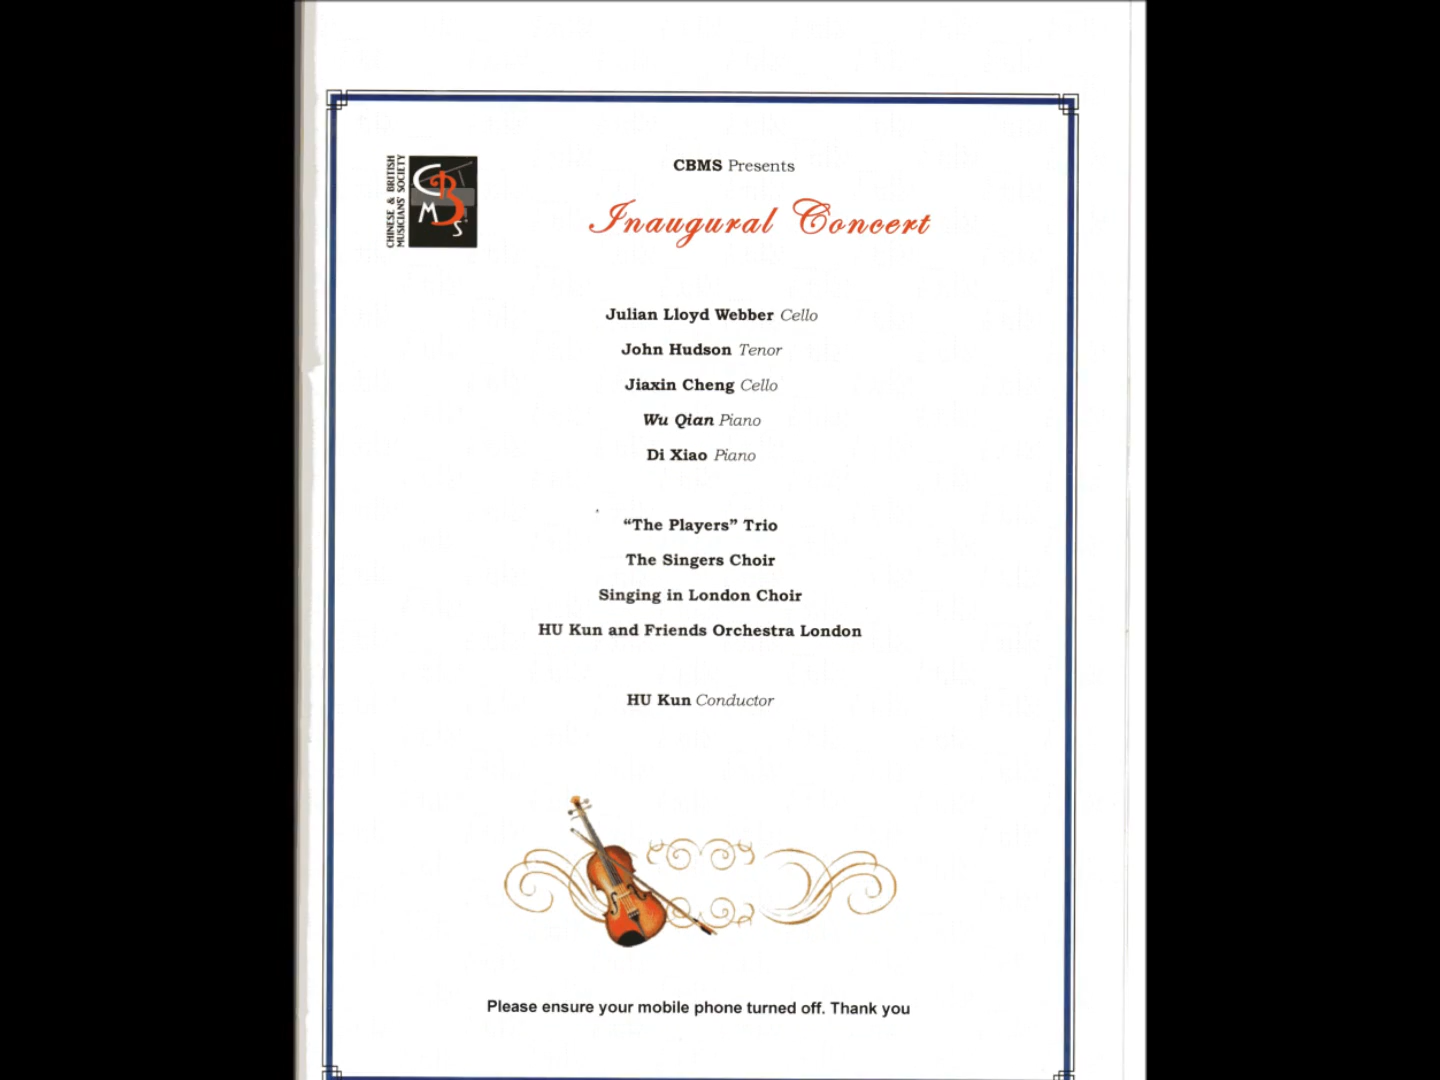 CHINESE & BRITISH
MUSICIANS' SOCIETY
CBMS
CBMS Presents
Inaugural Concert
Julian Lloyd Webber Cello
John Hudson Tenor
Jiaxin Cheng Cello
Wu Qian Piano
Di Xiao Piano
“The Players” Trio
The Singers Choir
Singing in London Choir
HU Kun and Friends Orchestra London
HU Kun Conductor
Please ensure your mobile phone turned off. Thank you